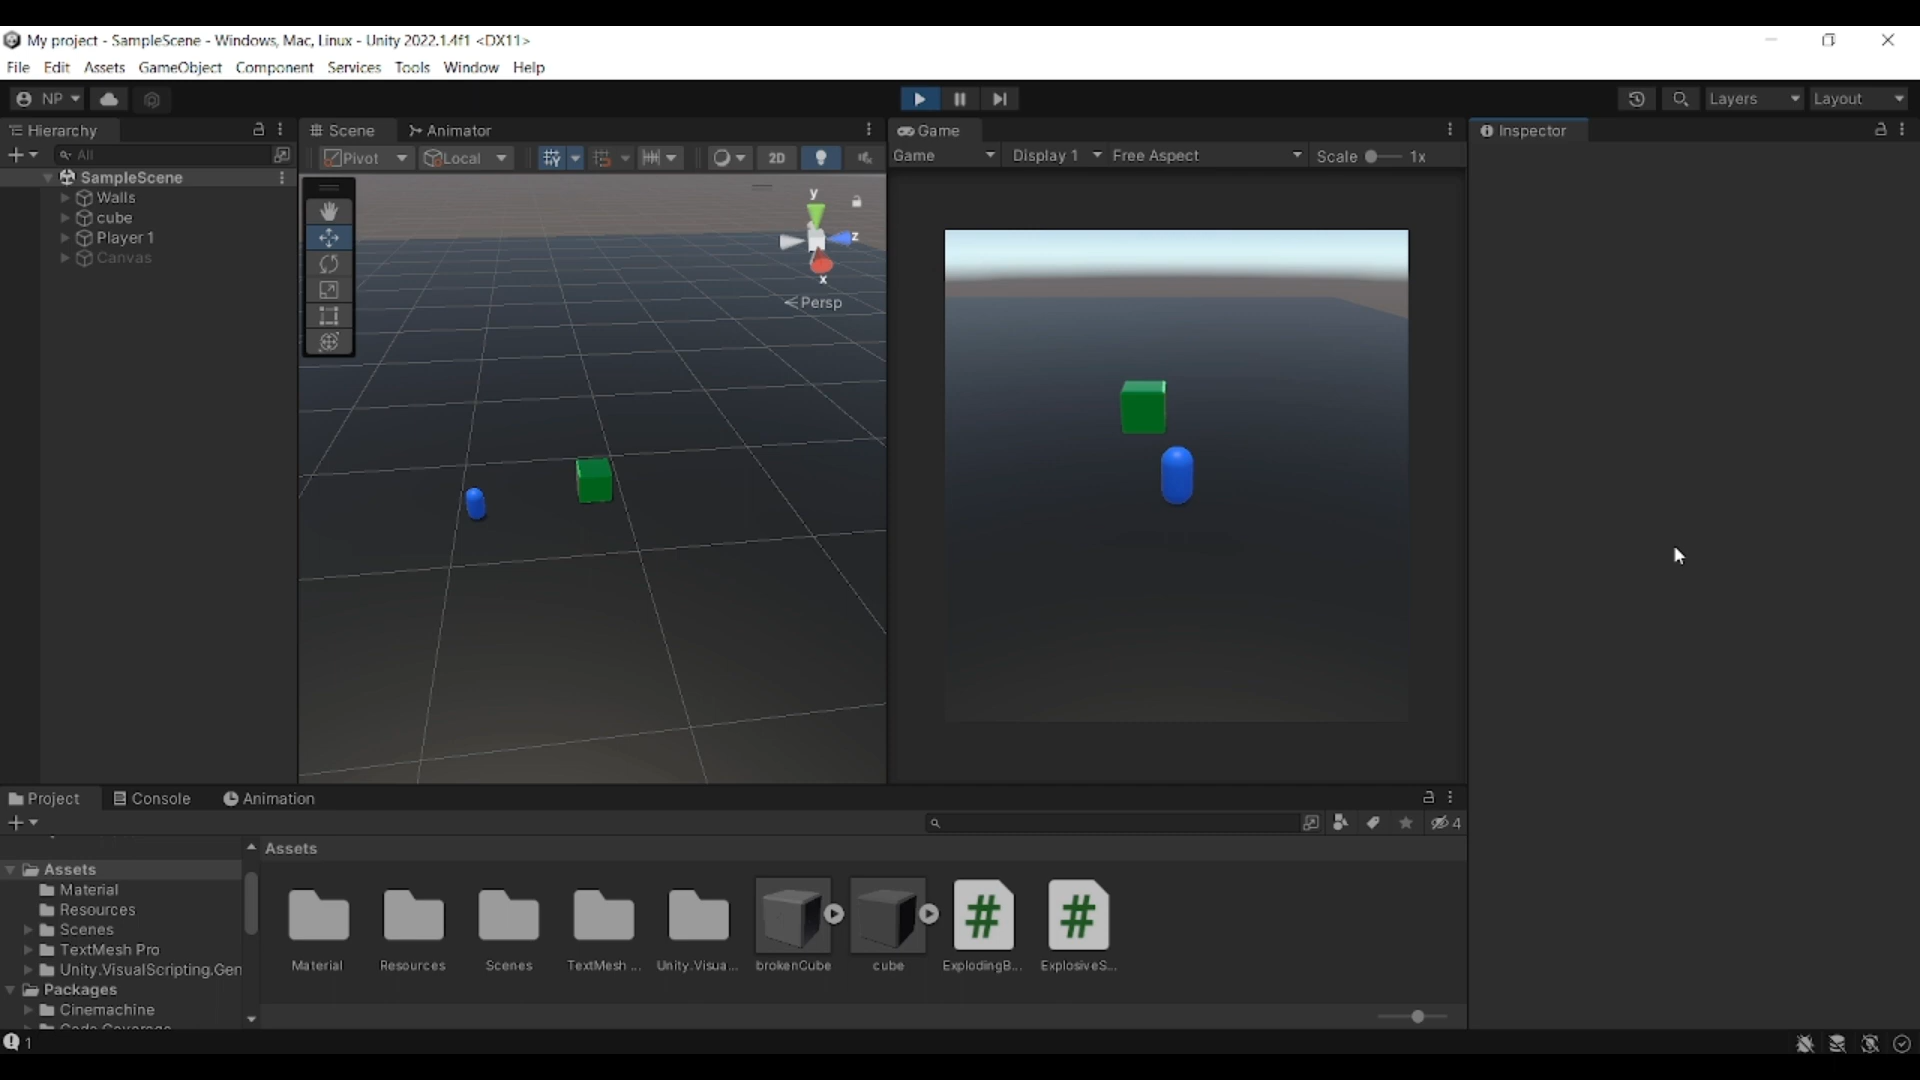 My project - SampleScene - Windows, Mac, Linux - Unity 2022.1.4f1 <DX11>
File Edit Assets GameObject Component Services Tools Window Help
NP Layers Layout
Hierarchy Scene Animator Game Inspector
All Pivot Local 2D Game Display 1 Free Aspect Scale 1x
SampleScene
Walls
cube
Player 1
Canvas
y
z
x
Persp
Project Console Animation
4
Assets
Assets
Material
Resources
Scenes
TextMesh Pro
Unity.VisualScripting.Gen
Packages
Cinemachine
Code Coverage
Material Resources Scenes TextMesh ... Unity.Visua... brokenCube cube ExplodingB... ExplosiveS...
1